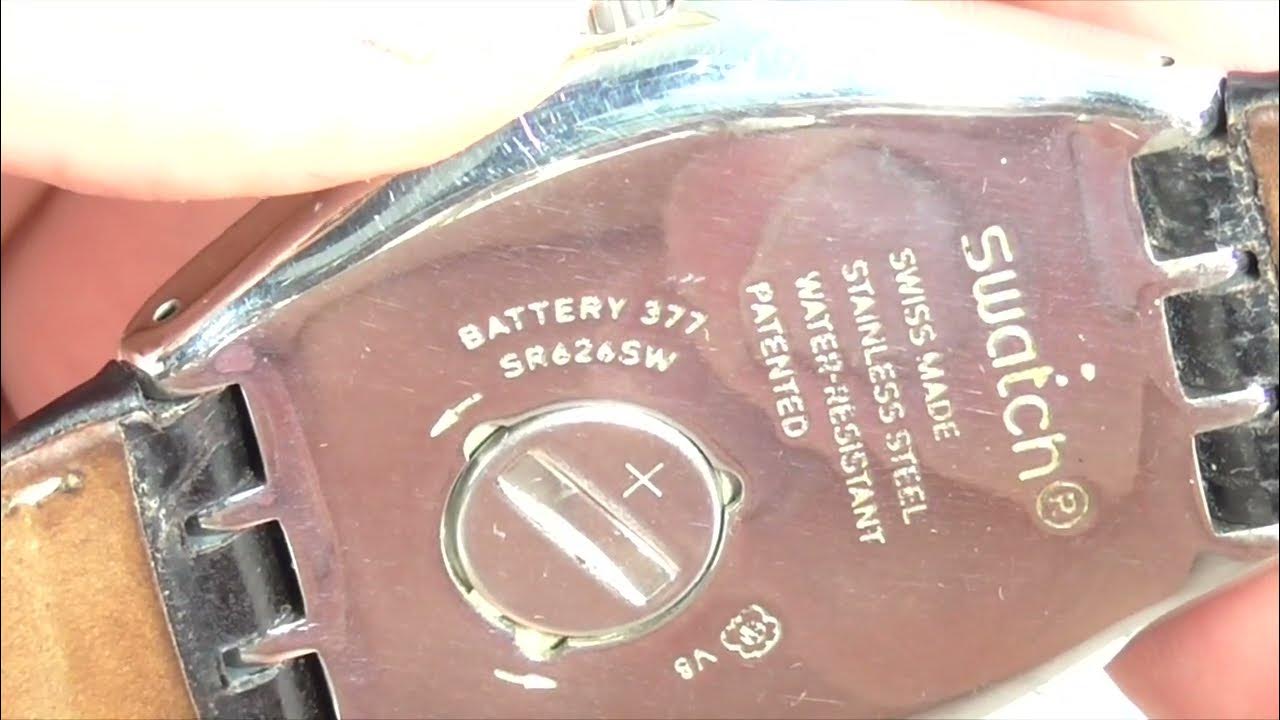 swatch Ⓟ
SWISS MADE
STAINLESS STEEL
WATER-RESISTANT
PATENTED
BATTERY 377
SR626SW
+
V8